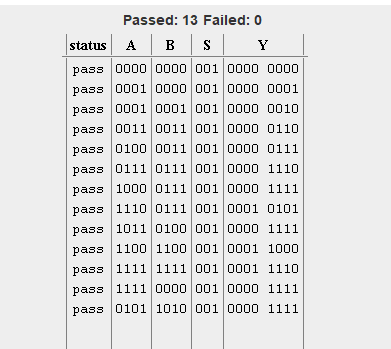 Passed: 13 Failed: 0
status A B S Y
pass 0000 0000 001 0000 0000
pass 0001 0000 001 0000 0001
pass 0001 0001 001 0000 0010
pass 0011 0011 001 0000 0110
pass 0100 0011 001 0000 0111
pass 0111 0111 001 0000 1110
pass 1000 0111 001 0000 1111
pass 1110 0111 001 0001 0101
pass 1011 0100 001 0000 1111
pass 1100 1100 001 0001 1000
pass 1111 1111 001 0001 1110
pass 1111 0000 001 0000 1111
pass 0101 1010 001 0000 1111